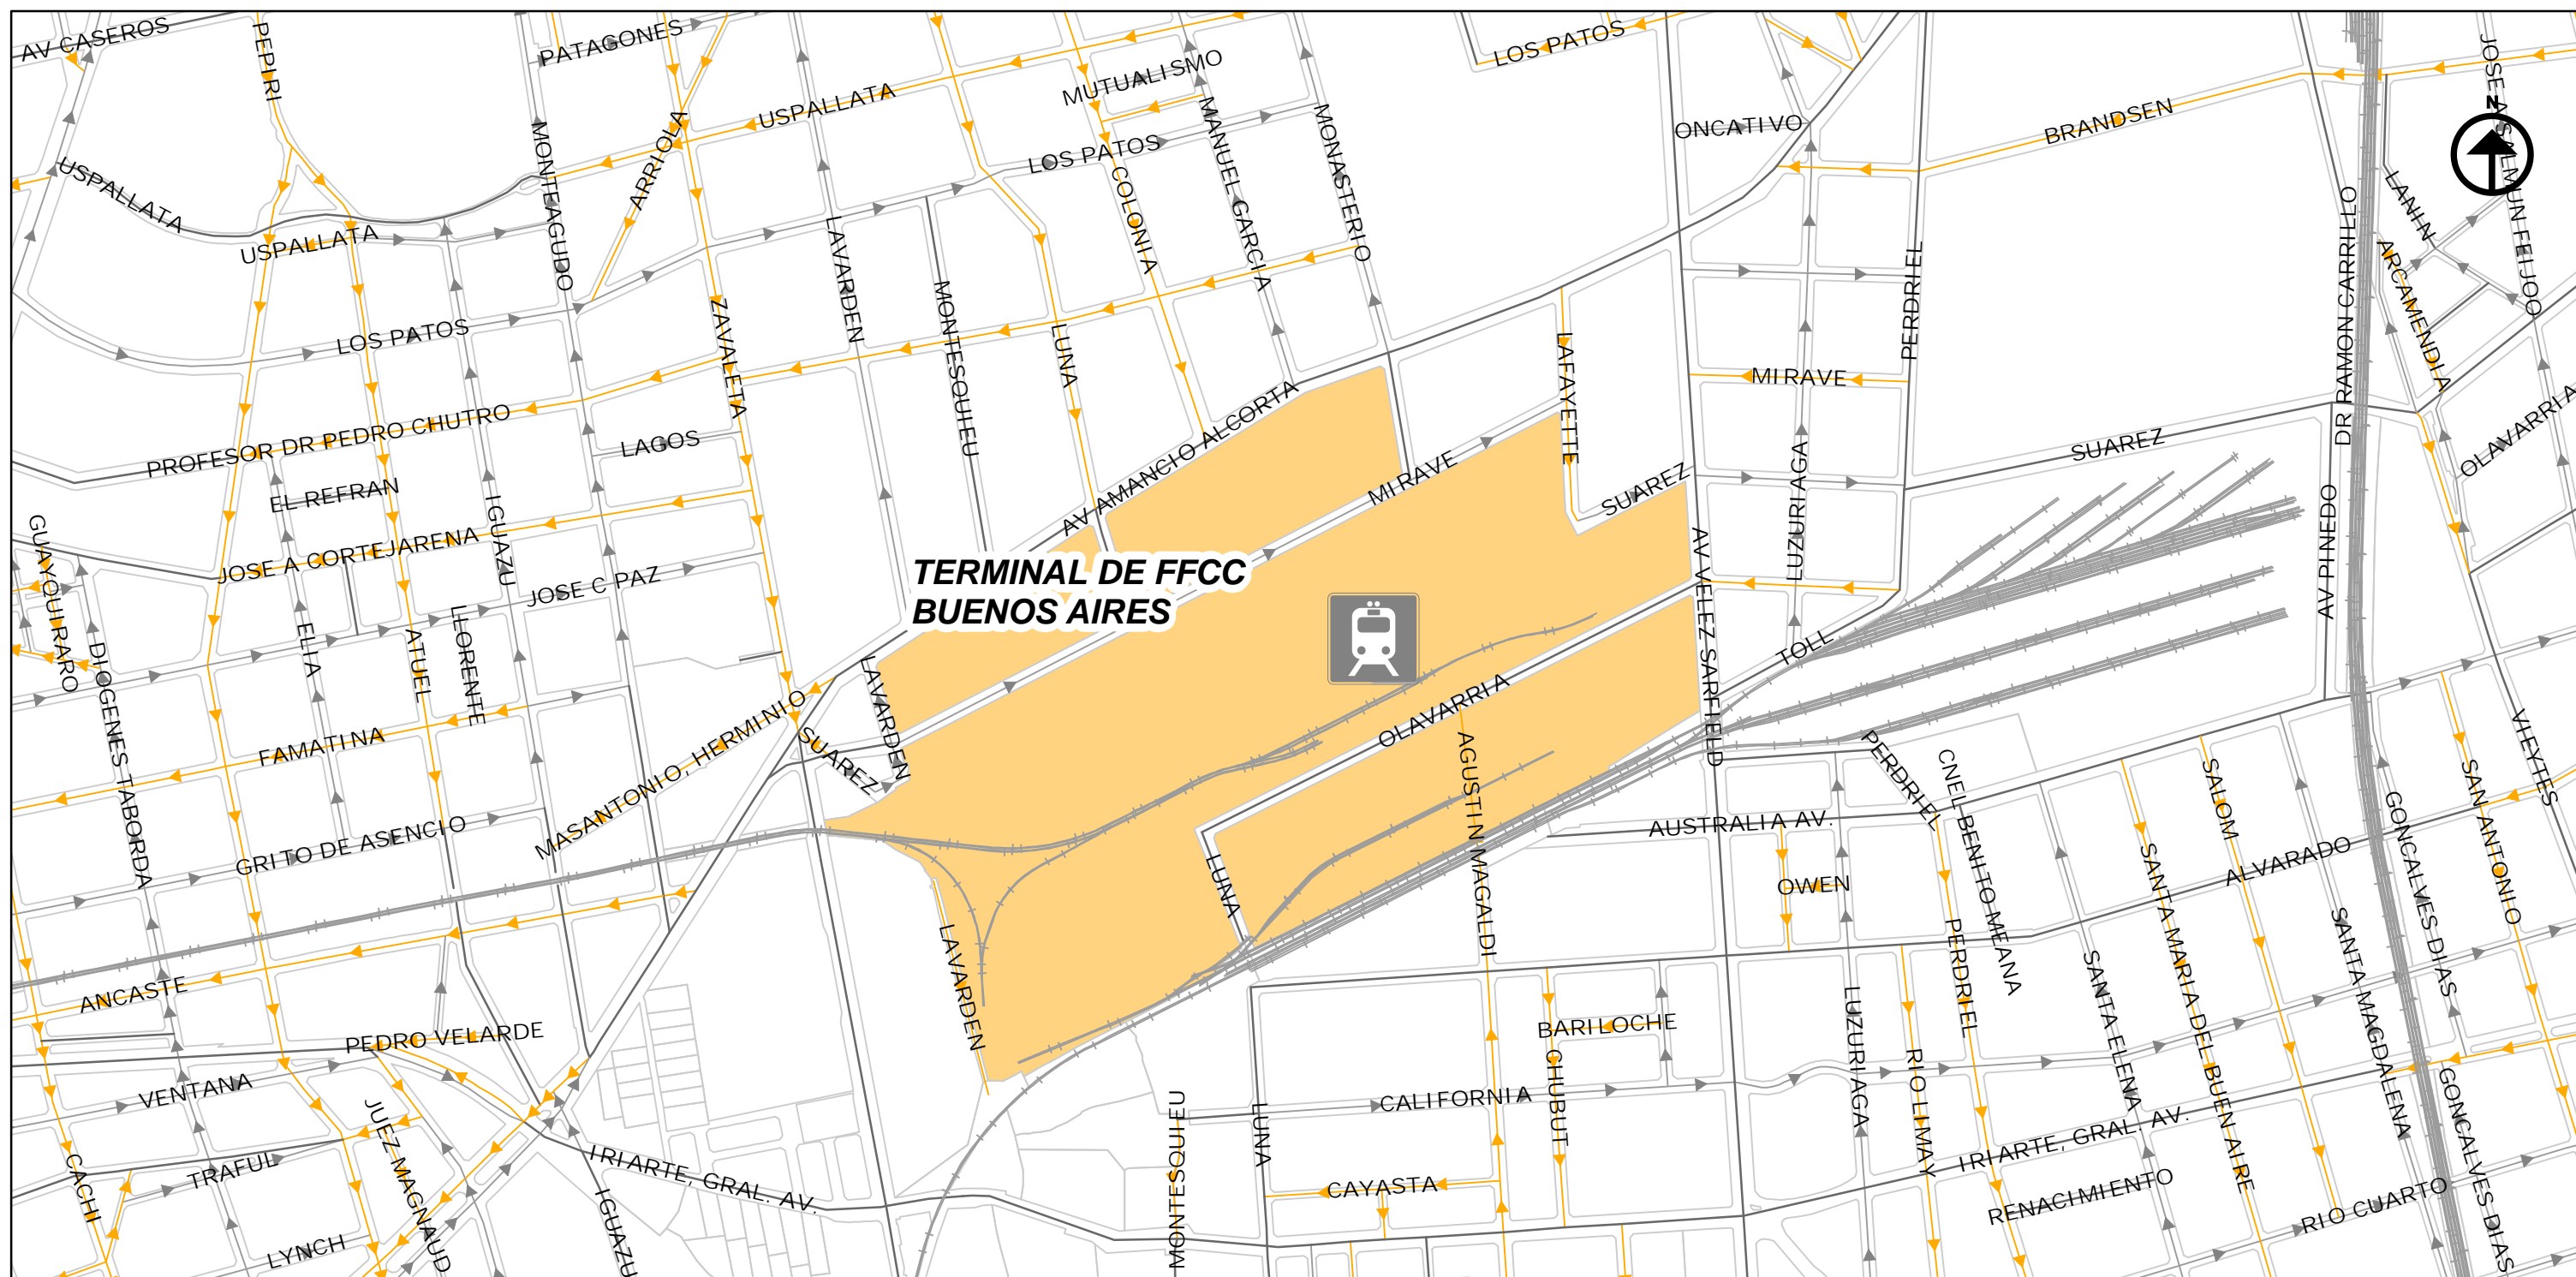 AV CASEROS
PEPIRI
PATAGONES
USPALLATA
MUTUALISMO
LOS PATOS
LOS PATOS
ONCATIVO
BRANDSEN
N
USPALLATA
USPALLATA
MONTEAGUDO
ARRIOLA
LAVARDEN
MONTESQUIEU
COLONIA
MANUEL GARCIA
MONASTERIO
PERDRIEL
DR RAMON CARRILLO
LANIN
ARCAMENDIA
LOS PATOS
ZAVALETA
LUNA
LAFAYETTE
MIRAVE
OLAVARRIA
PROFESOR DR PEDRO CHUTRO
LAGOS
AV AMANCIO ALCORTA
MIRAVE
SUAREZ
SUAREZ
EL REFRAN
IGUAZU
LUZURIAGA
AV PINEDO
GUAYQUIRARO
JOSE A CORTEJARENA
JOSE C PAZ
TERMINAL DE FFCC
BUENOS AIRES
AV VELEZ SARFIELD
DIOGENES TABORDA
ELIA
ATUEL
LLORENTE
LAVARDEN
TOLL
FAMATINA
MASANTONIO, HERMINIO
SUAREZ
OLAVARRIA
AGUSTIN MAGALDI
PERDRIEL
CNEL BENITO MEANA
VIEYTES
GRITO DE ASENCIO
LUNA
AUSTRALIA AV.
OWEN
SALOM
ALVARADO
SAN ANTONIO
GONCALVES DIAS
ANCASTE
LAVARDEN
PERDRIEL
SANTA ELENA
SANTA MARIA DEL BUEN AIRE
SANTA MAGDALENA
PEDRO VELARDE
BARILOCHE
LUZURIAGA
RIO LIMAY
VENTANA
JUEZ MAGNAUD
CALIFORNIA
CHUBUT
GONCALVES DIAS
CACHI
TRAFUL
IRIARTE, GRAL. AV.
MONTESQUIEU
LUNA
CAYASTA
IRIARTE, GRAL. AV.
RENACIMIENTO
RIO CUARTO
LYNCH
IGUAZU